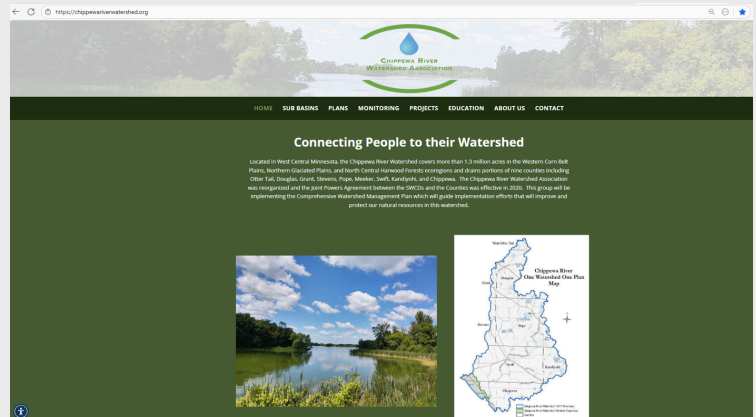 https://chippewariverwatershed.org
CHIPPEWA RIVER
WATERSHED ASSOCIATION
HOME SUB BASINS PLANS MONITORING PROJECTS EDUCATION ABOUT US CONTACT
Connecting People to their Watershed
Located in West Central Minnesota, the Chippewa River Watershed covers more than 1.3 million acres in the Western Corn Belt
Plains, Northern Glaciated Plains, and North Central Harwood Forests ecoregions and drains portions of nine counties including
Otter Tail, Douglas, Grant, Stevens, Pope, Meeker, Swift, Kandiyohi, and Chippewa. The Chippewa River Watershed Association
was reorganized and the Joint Powers Agreement between the SWCDs and the Counties was effective in 2020. This group will be
implementing the Comprehensive Watershed Management Plan which will guide implementation efforts that will improve and
protect our natural resources in this watershed.
West Otter Tail
Chippewa River
One Watershed One Plan
Map
Douglas
Grant
Stevens
Pope
Swift
Kandiyohi
Chippewa